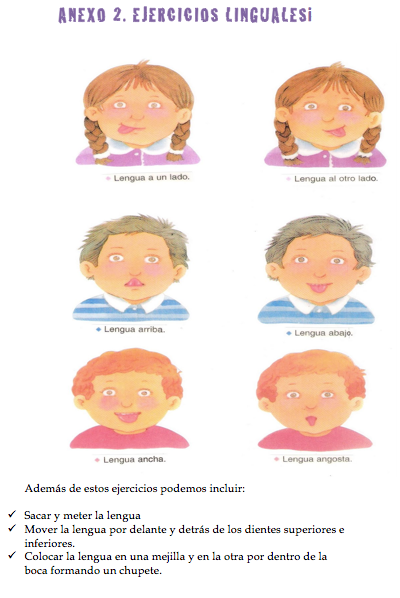 ANEXO 2. EJERCICIOS LINGUALES¡
Lengua a un lado.
Lengua al otro lado.
Lengua arriba.
Lengua abajo.
Lengua ancha.
Lengua angosta.
Además de estos ejercicios podemos incluir:
✓ Sacar y meter la lengua
✓ Mover la lengua por delante y detrás de los dientes superiores e
inferiores.
✓ Colocar la lengua en una mejilla y en la otra por dentro de la
boca formando un chupete.